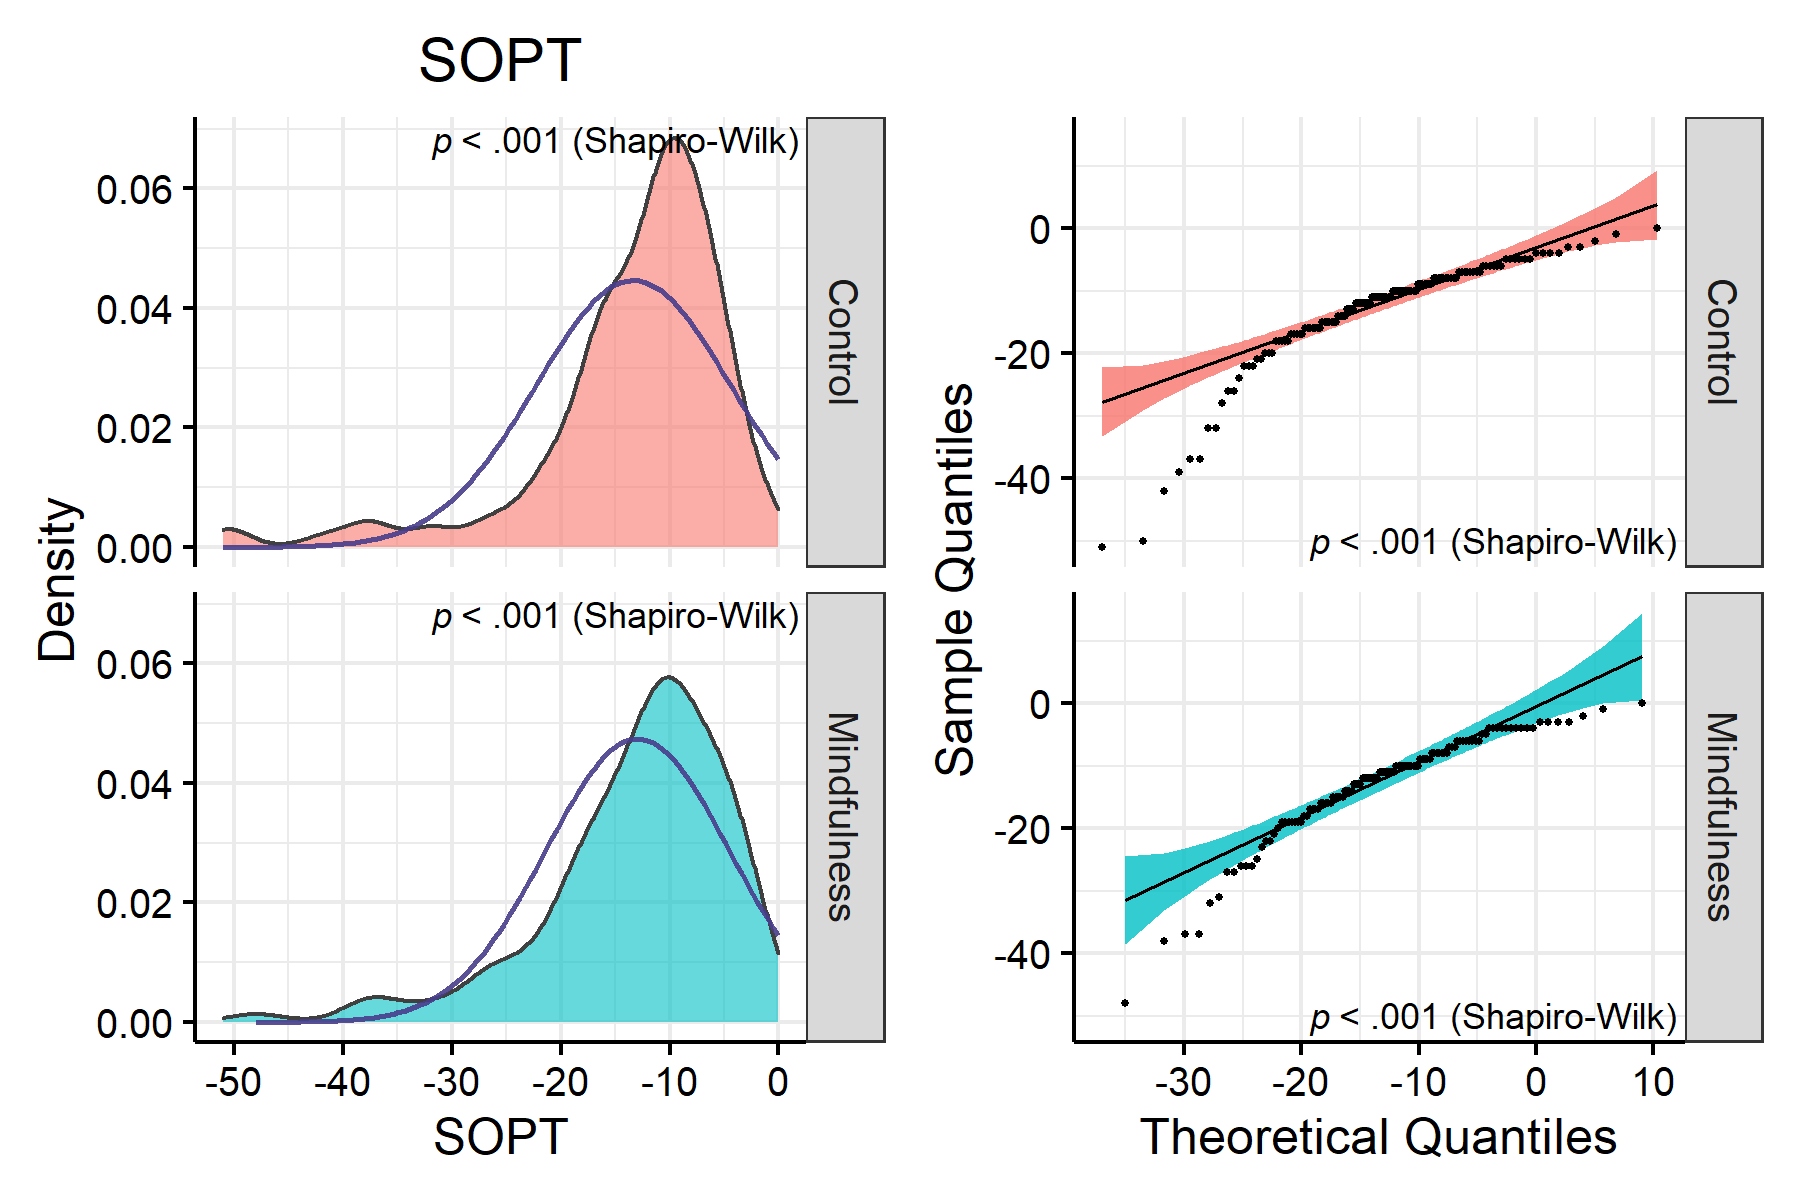 SOPT
Density
p < .001 (Shapiro-Wilk)
0.06
0.04
0.02
0.00
Control
p < .001 (Shapiro-Wilk)
0.06
0.04
0.02
0.00
Mindfulness
-50 -40 -30 -20 -10 0
SOPT
Sample Quantiles
0
-20
-40
p < .001 (Shapiro-Wilk)
Control
0
-20
-40
p < .001 (Shapiro-Wilk)
Mindfulness
-30 -20 -10 0 10
Theoretical Quantiles